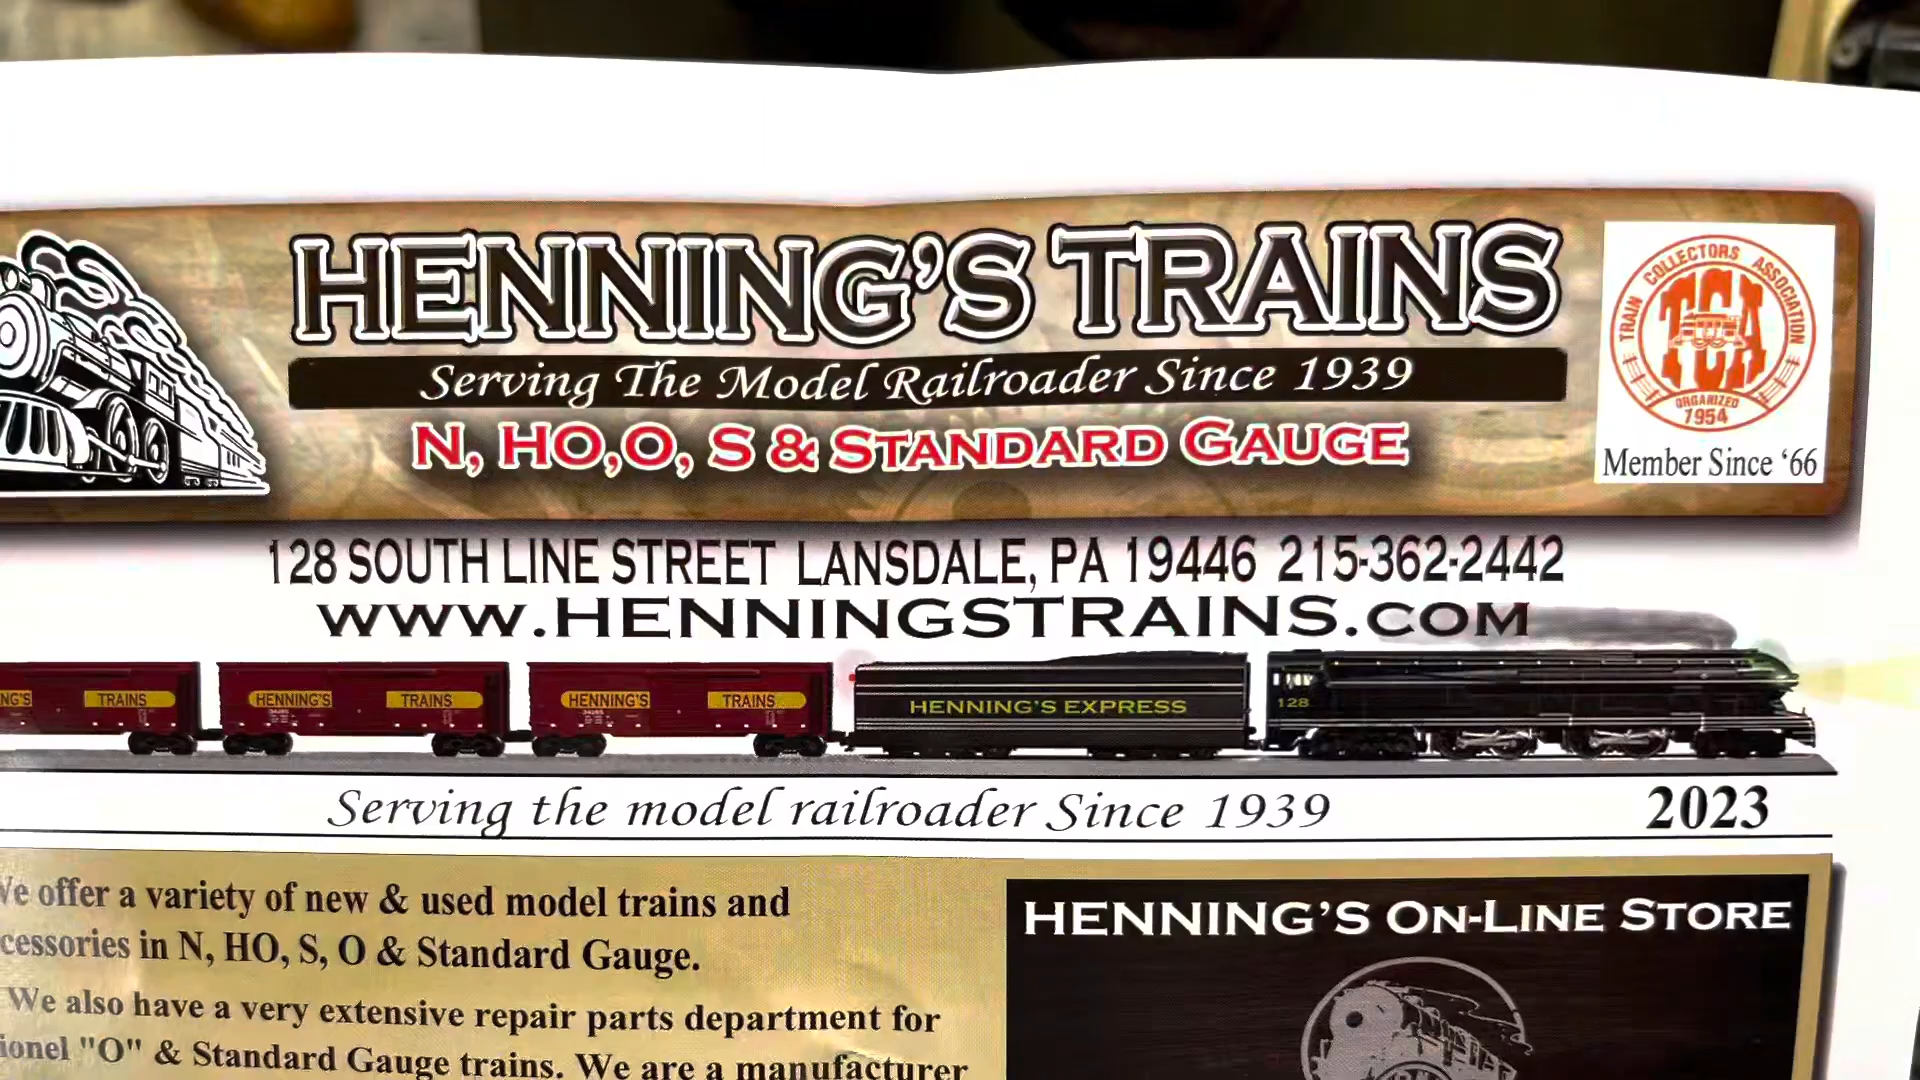 HENNING'S TRAINS
Serving The Model Railroader Since 1939
N, HO,O, S & STANDARD GAUGE
TRAIN COLLECTORS ASSOCIATION
TCA
ORGANIZED
1954
Member Since ‘66
128 SOUTH LINE STREET LANSDALE, PA 19446 215-362-2442
WWW.HENNINGSTRAINS.COM
TRAINS
HENNING'S TRAINS
HENNING'S TRAINS
HENNING'S EXPRESS
128
Serving the model railroader Since 1939
2023
We offer a variety of new & used model trains and
cessories in N, HO, S, O & Standard Gauge.
We also have a very extensive repair parts department for
ionel "O" & Standard Gauge trains. We are a manufacturer
HENNING'S ON-LINE STORE